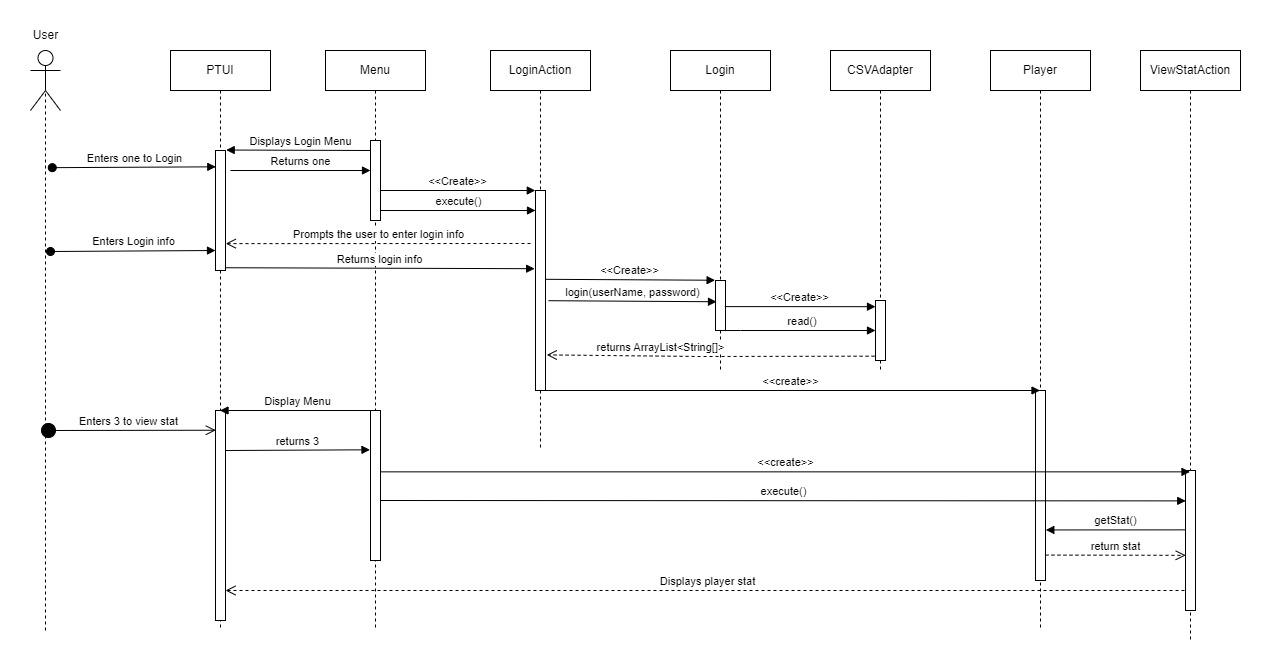 User
PTUI
Menu
LoginAction
Login
CSVAdapter
Player
ViewStatAction
Displays Login Menu
Enters one to Login
Returns one
<<Create>>
execute()
Prompts the user to enter login info
Enters Login info
Returns login info
<<Create>>
login(userName, password)
<<Create>>
read()
returns ArrayList<String[]>
<<create>>
Display Menu
Enters 3 to view stat
returns 3
<<create>>
execute()
getStat()
return stat
Displays player stat